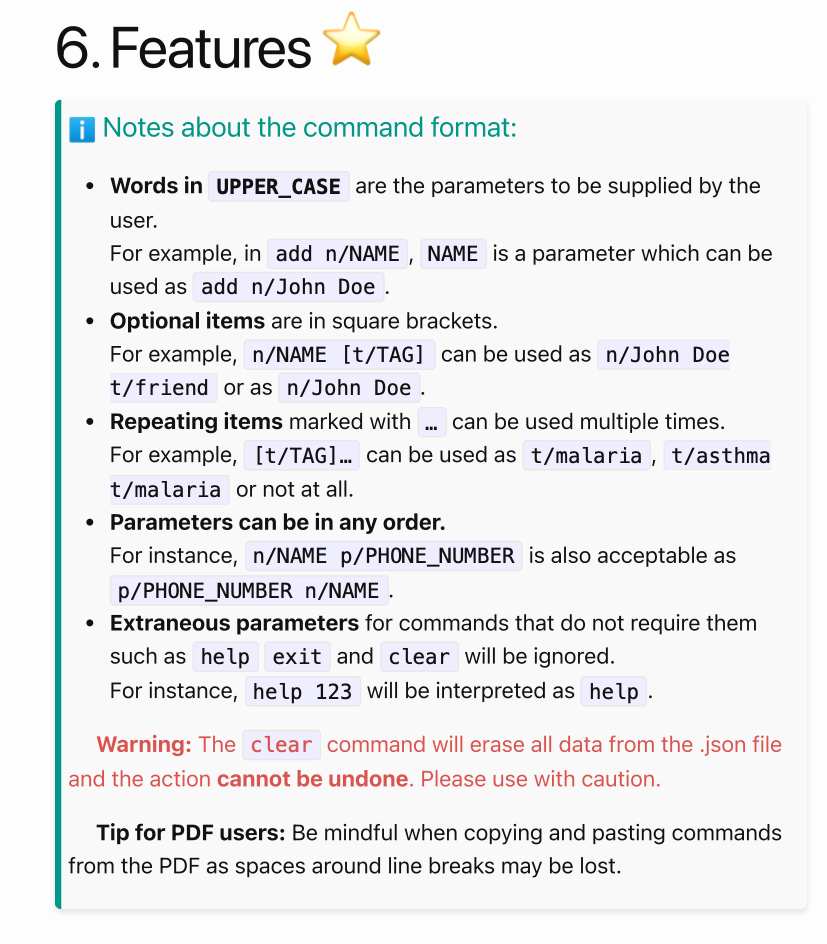 6. Features ⭐
ℹ️ Notes about the command format:
• Words in UPPER_CASE are the parameters to be supplied by the
user.
For example, in add n/NAME, NAME is a parameter which can be
used as add n/John Doe.
• Optional items are in square brackets.
For example, n/NAME [t/TAG] can be used as n/John Doe
t/friend or as n/John Doe.
• Repeating items marked with … can be used multiple times.
For example, [t/TAG]… can be used as t/malaria, t/asthma
t/malaria or not at all.
• Parameters can be in any order.
For instance, n/NAME p/PHONE_NUMBER is also acceptable as
p/PHONE_NUMBER n/NAME.
• Extraneous parameters for commands that do not require them
such as help exit and clear will be ignored.
For instance, help 123 will be interpreted as help.
Warning: The clear command will erase all data from the .json file
and the action cannot be undone. Please use with caution.
Tip for PDF users: Be mindful when copying and pasting commands
from the PDF as spaces around line breaks may be lost.